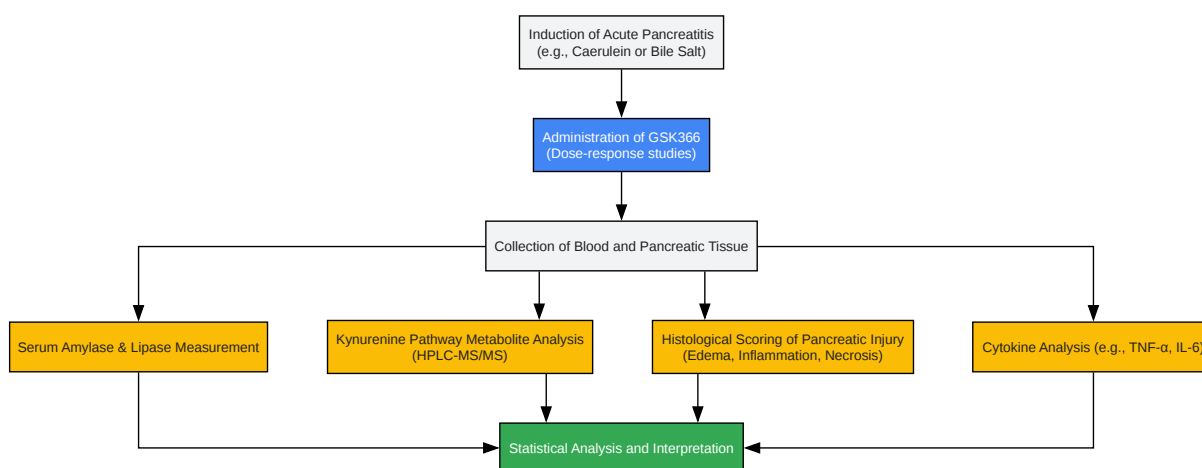 Induction of Acute Pancreatitis
(e.g., Caerulein or Bile Salt)
Administration of GSK366
(Dose-response studies)
Collection of Blood and Pancreatic Tissue
Serum Amylase & Lipase Measurement
Kynurenine Pathway Metabolite Analysis
(HPLC-MS/MS)
Histological Scoring of Pancreatic Injury
(Edema, Inflammation, Necrosis)
Cytokine Analysis (e.g., TNF-α, IL-6)
Statistical Analysis and Interpretation